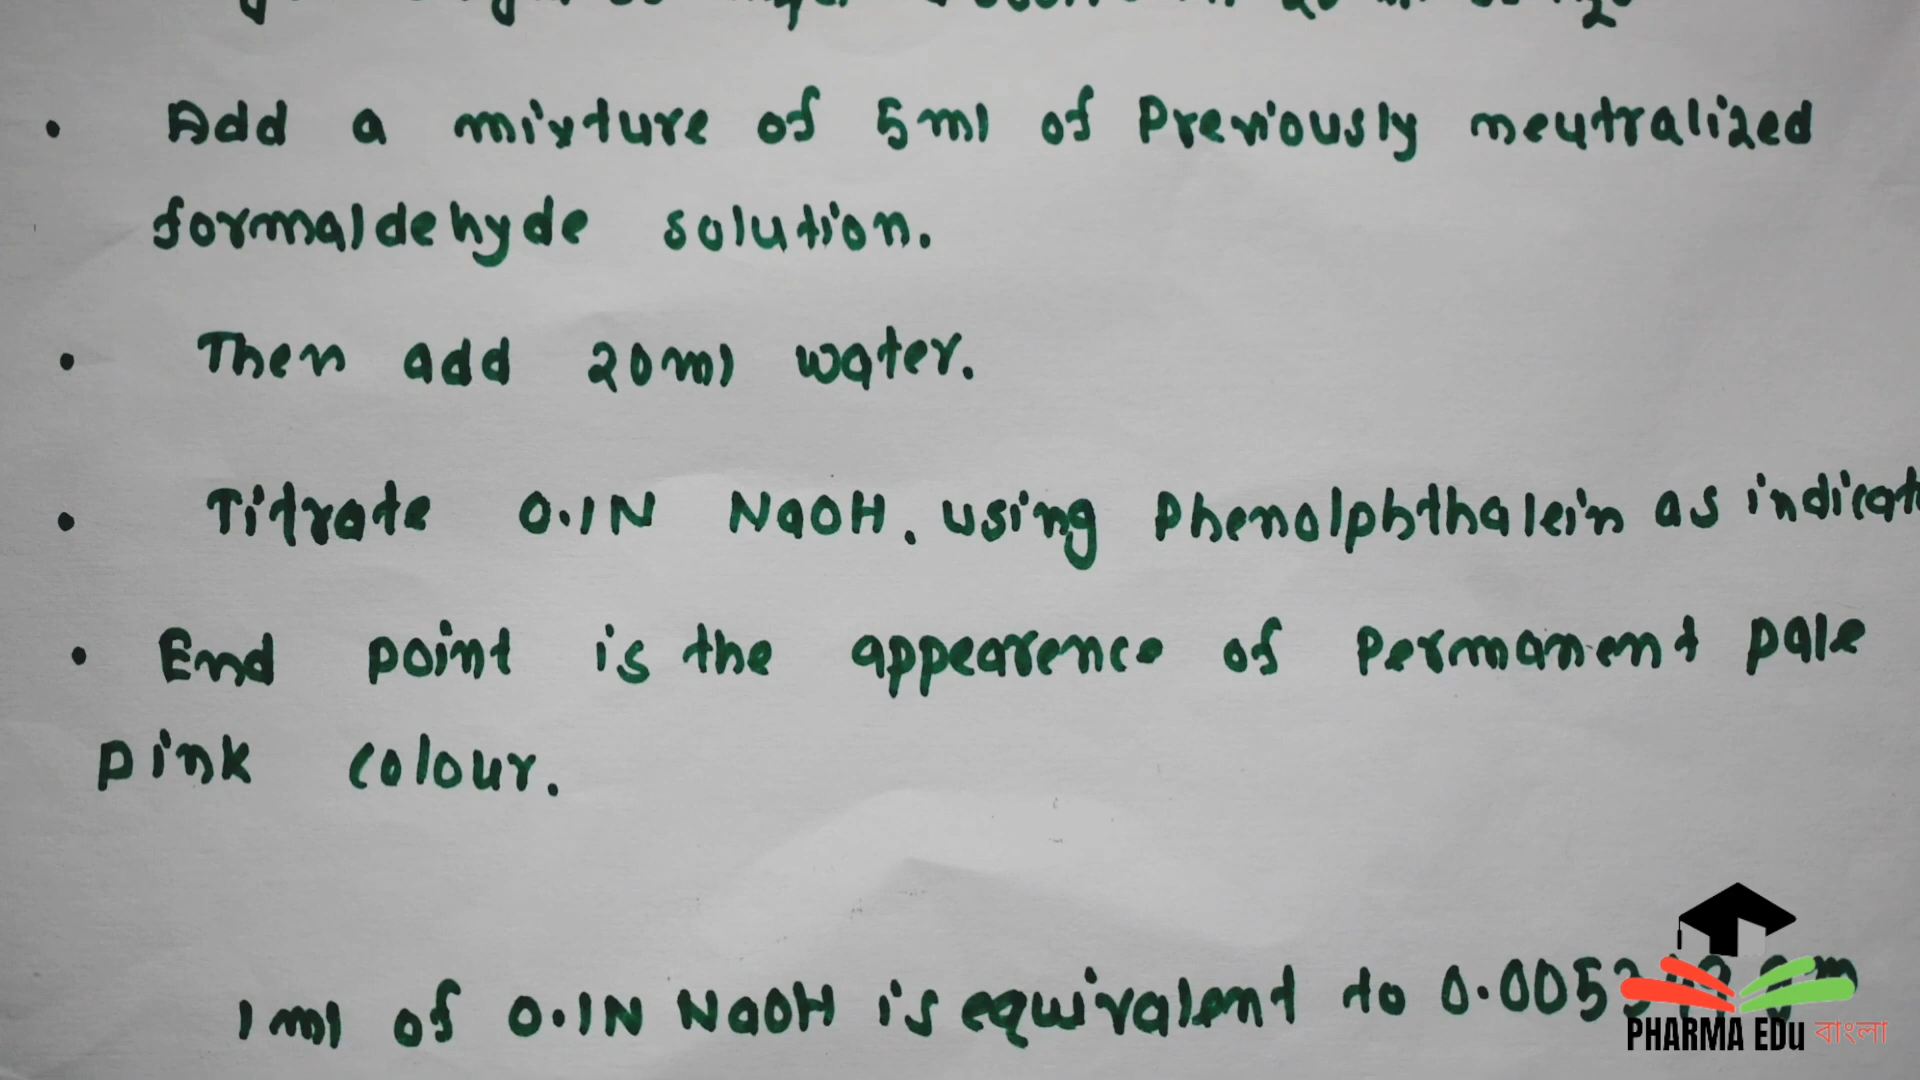 • Add a mixture of 5ml of Previously neutralized
formaldehyde solution.
• Then add 20ml water.
• Titrate 0.1N NaOH. using Phenolphthalein as indicat
• End point is the appearence of Permanent pale
pink colour.
1ml of 0.1N NaOH is equivalent to
PHARMA EDu বাংলা